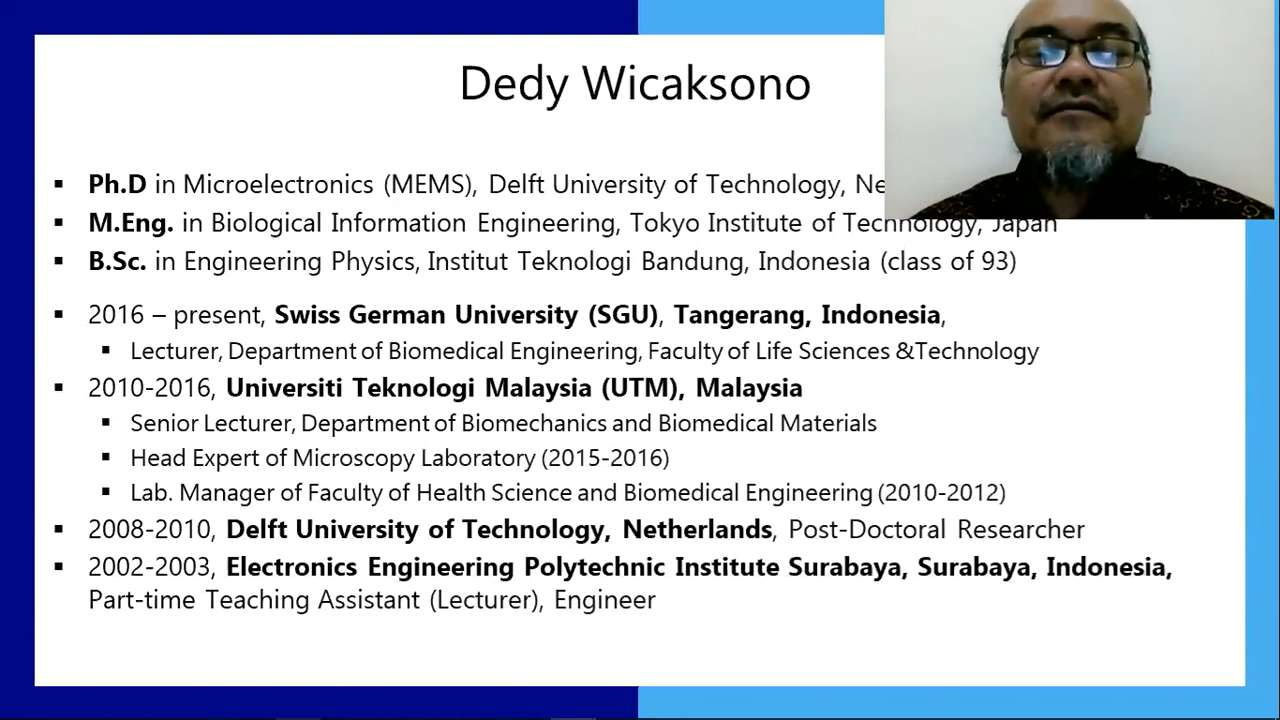 Dedy Wicaksono
▪ Ph.D in Microelectronics (MEMS), Delft University of Technology,
▪ M.Eng. in Biological Information Engineering, Tokyo Institute of Technology, Japan
▪ B.Sc. in Engineering Physics, Institut Teknologi Bandung, Indonesia (class of 93)
▪ 2016 – present, Swiss German University (SGU), Tangerang, Indonesia,
▪ Lecturer, Department of Biomedical Engineering, Faculty of Life Sciences &Technology
▪ 2010-2016, Universiti Teknologi Malaysia (UTM), Malaysia
▪ Senior Lecturer, Department of Biomechanics and Biomedical Materials
▪ Head Expert of Microscopy Laboratory (2015-2016)
▪ Lab. Manager of Faculty of Health Science and Biomedical Engineering (2010-2012)
▪ 2008-2010, Delft University of Technology, Netherlands, Post-Doctoral Researcher
▪ 2002-2003, Electronics Engineering Polytechnic Institute Surabaya, Surabaya, Indonesia,
Part-time Teaching Assistant (Lecturer), Engineer